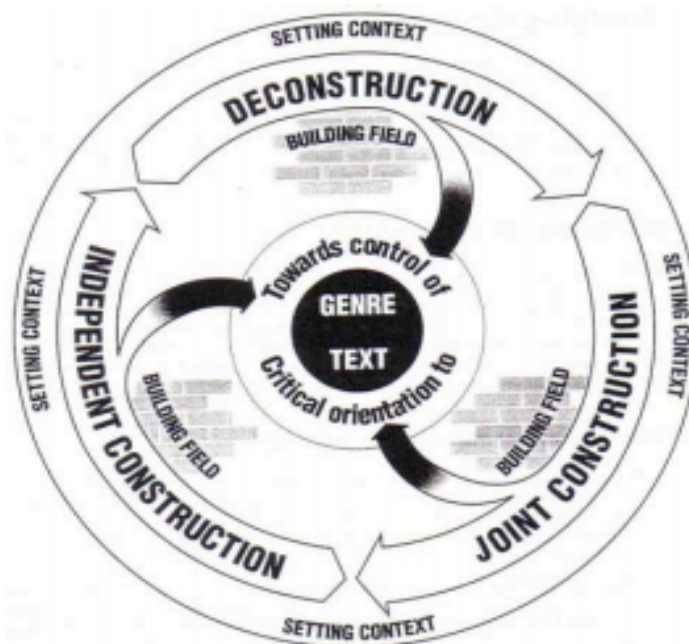 SETTING CONTEXT
DECONSTRUCTION
BUILDING FIELD
SETTING CONTEXT
INDEPENDENT CONSTRUCTION
BUILDING FIELD
Towards control of
GENRE
TEXT
Critical orientation to
SETTING CONTEXT
JOINT CONSTRUCTION
BUILDING FIELD
SETTING CONTEXT